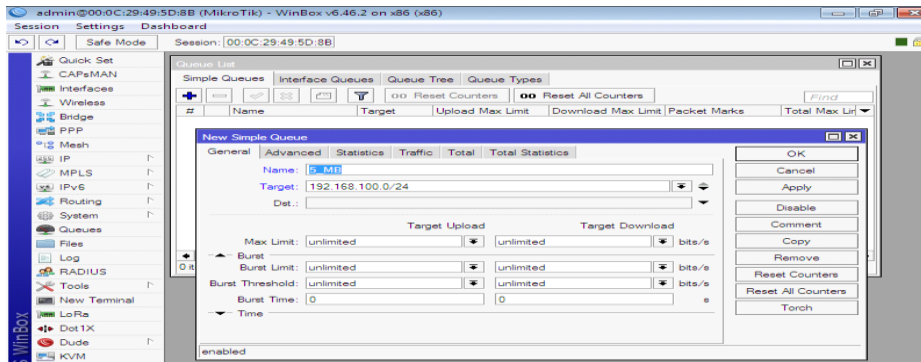 admin@00:0C:29:49:5D:8B (MikroTik) - WinBox v6.46.2 on x86 (x86)
Session Settings Dashboard
Safe Mode Session: 00:0C:29:49:5D:8B
Quick Set
CAPsMAN
Interfaces
Wireless
Bridge
PPP
Mesh
IP
MPLS
IPv6
Routing
System
Queues
Files
Log
RADIUS
Tools
New Terminal
LoRa
Dot1X
Dude
KVM
s WinBox
Queue List
Simple Queues Interface Queues Queue Tree Queue Types
00 Reset Counters 00 Reset All Counters Find
# Name Target Upload Max Limit Download Max Limit Packet Marks Total Max Lir
0 it
New Simple Queue
General Advanced Statistics Traffic Total Total Statistics
Name: 5_MB
Target: 192.168.100.0/24
Dst.:
Target Upload Target Download
Max Limit: unlimited unlimited bits/s
Burst
Burst Limit: unlimited unlimited bits/s
Burst Threshold: unlimited unlimited bits/s
Burst Time: 0 0 s
Time
enabled
OK
Cancel
Apply
Disable
Comment
Copy
Remove
Reset Counters
Reset All Counters
Torch